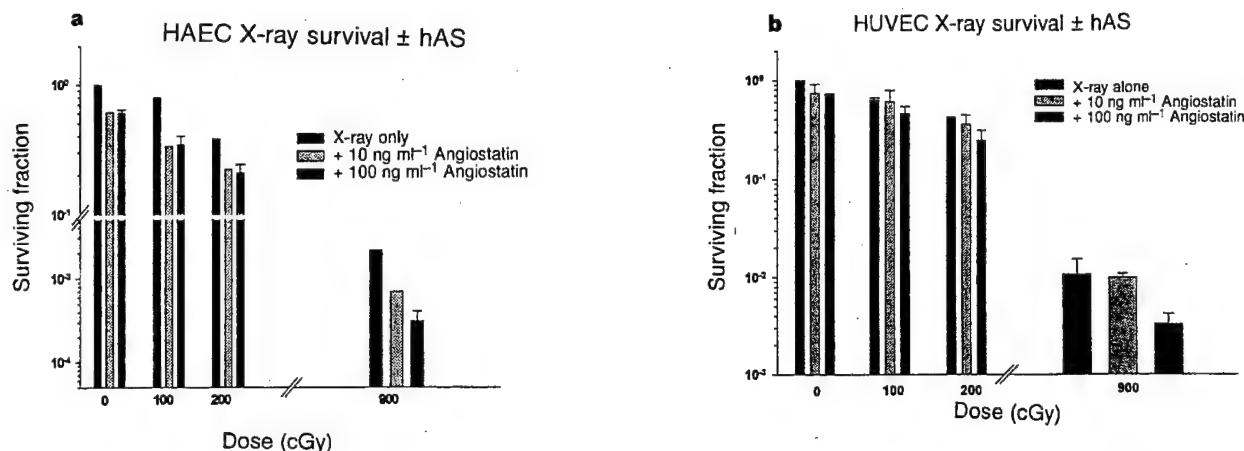 a
HAEC X-ray survival ± hAS
Surviving fraction
10⁰
10⁻¹
10⁻³
10⁻⁴
X-ray only
+ 10 ng ml⁻¹ Angiostatin
+ 100 ng ml⁻¹ Angiostatin
0 100 200 900
Dose (cGy)
b
HUVEC X-ray survival ± hAS
Surviving fraction
10⁰
10⁻¹
10⁻²
10⁻³
X-ray alone
+ 10 ng ml⁻¹ Angiostatin
+ 100 ng ml⁻¹ Angiostatin
0 100 200 900
Dose (cGy)